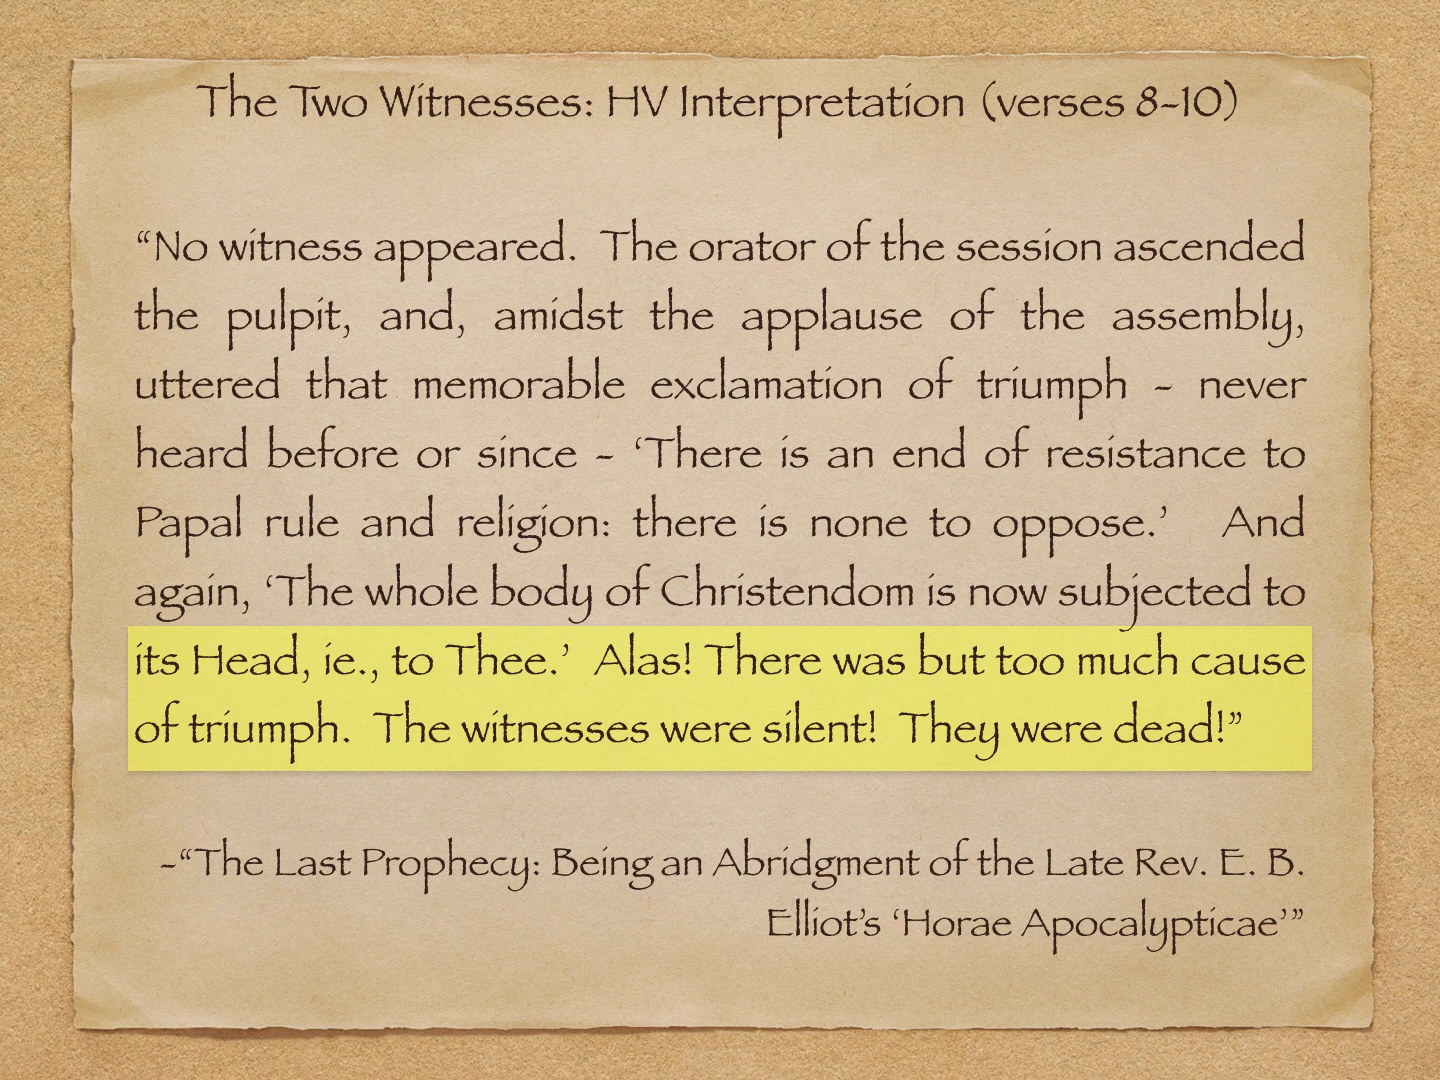 The Two Witnesses: HV Interpretation (verses 8-10)
“No witness appeared.  The orator of the session ascended
the pulpit, and, amidst the applause of the assembly,
uttered that memorable exclamation of triumph - never
heard before or since - ‘There is an end of resistance to
Papal rule and religion: there is none to oppose.’  And
again, ‘The whole body of Christendom is now subjected to
its Head, ie., to Thee.’  Alas! There was but too much cause
of triumph.  The witnesses were silent!  They were dead!”
-“The Last Prophecy: Being an Abridgment of the Late Rev. E. B.
Elliot’s ‘Horae Apocalypticae’”